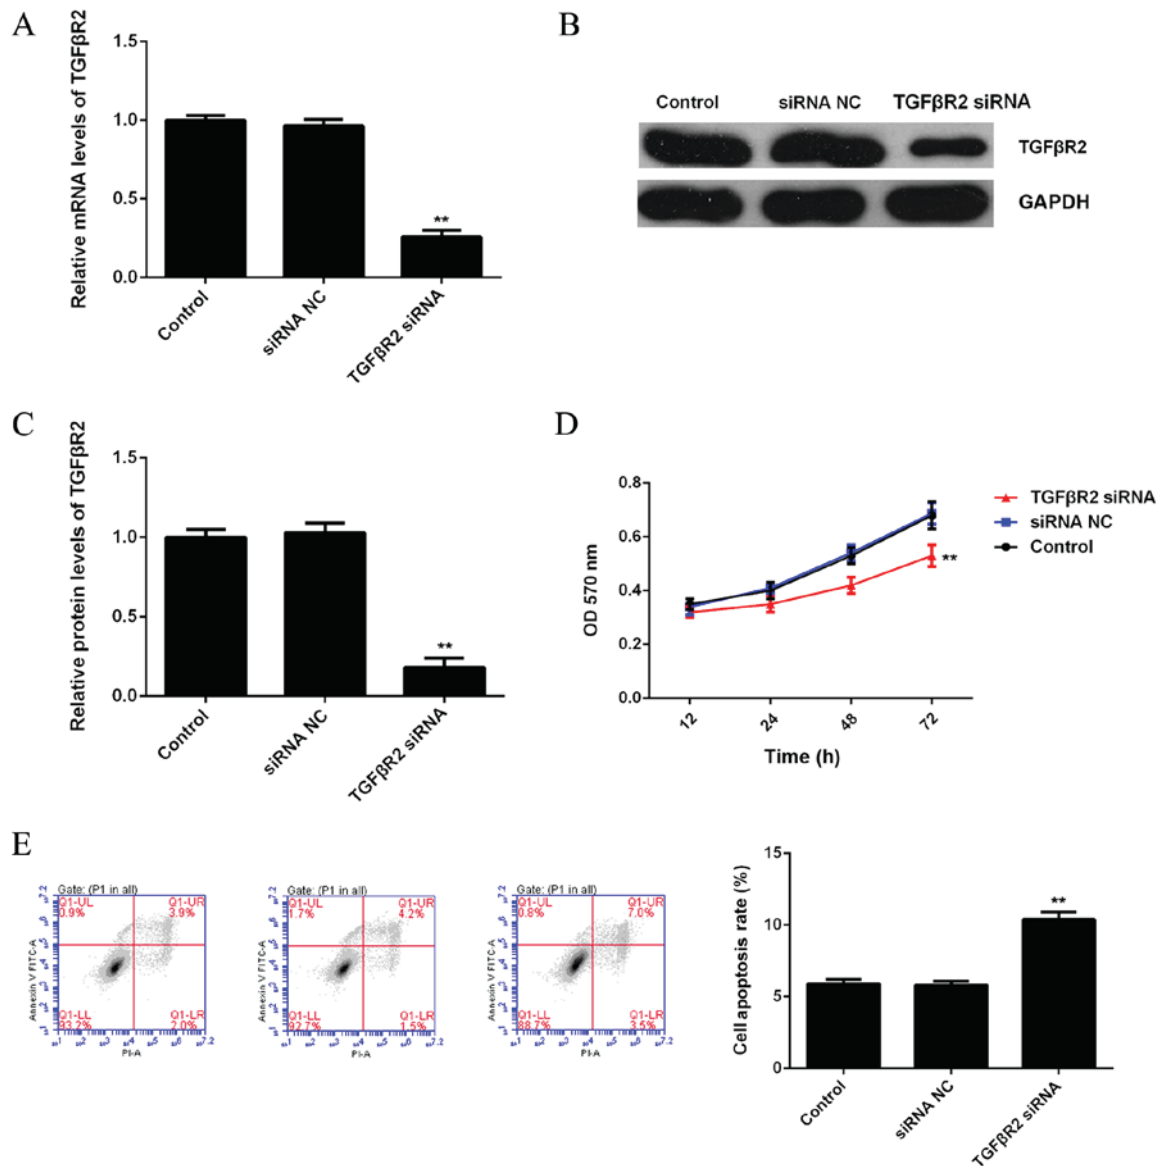 A
Relative mRNA levels of TGFβR2
1.5
1.0
0.5
0.0
**
Control
siRNA NC
TGFβR2 siRNA
B
Control siRNA NC TGFβR2 siRNA
TGFβR2
GAPDH
C
Relative protein levels of TGFβR2
1.5
1.0
0.5
0.0
**
Control
siRNA NC
TGFβR2 siRNA
D
OD 570 nm
0.8
0.6
0.4
0.2
0.0
**
12 24 48 72
Time (h)
TGFβR2 siRNA
siRNA NC
Control
E
Gate: (P1 in all)
Q1-UL Q1-UR
0.9% 3.9%
Q1-LL Q1-LR
93.2% 2.0%
Annexin V FITC-A
PI-A
Gate: (P1 in all)
Q1-UL Q1-UR
1.7% 4.2%
Q1-LL Q1-LR
92.7% 1.5%
Annexin V FITC-A
PI-A
Gate: (P1 in all)
Q1-UL Q1-UR
0.8% 7.0%
Q1-LL Q1-LR
88.7% 3.5%
Annexin V FITC-A
PI-A
Cell apoptosis rate (%)
15
10
5
0
**
Control
siRNA NC
TGFβR2 siRNA